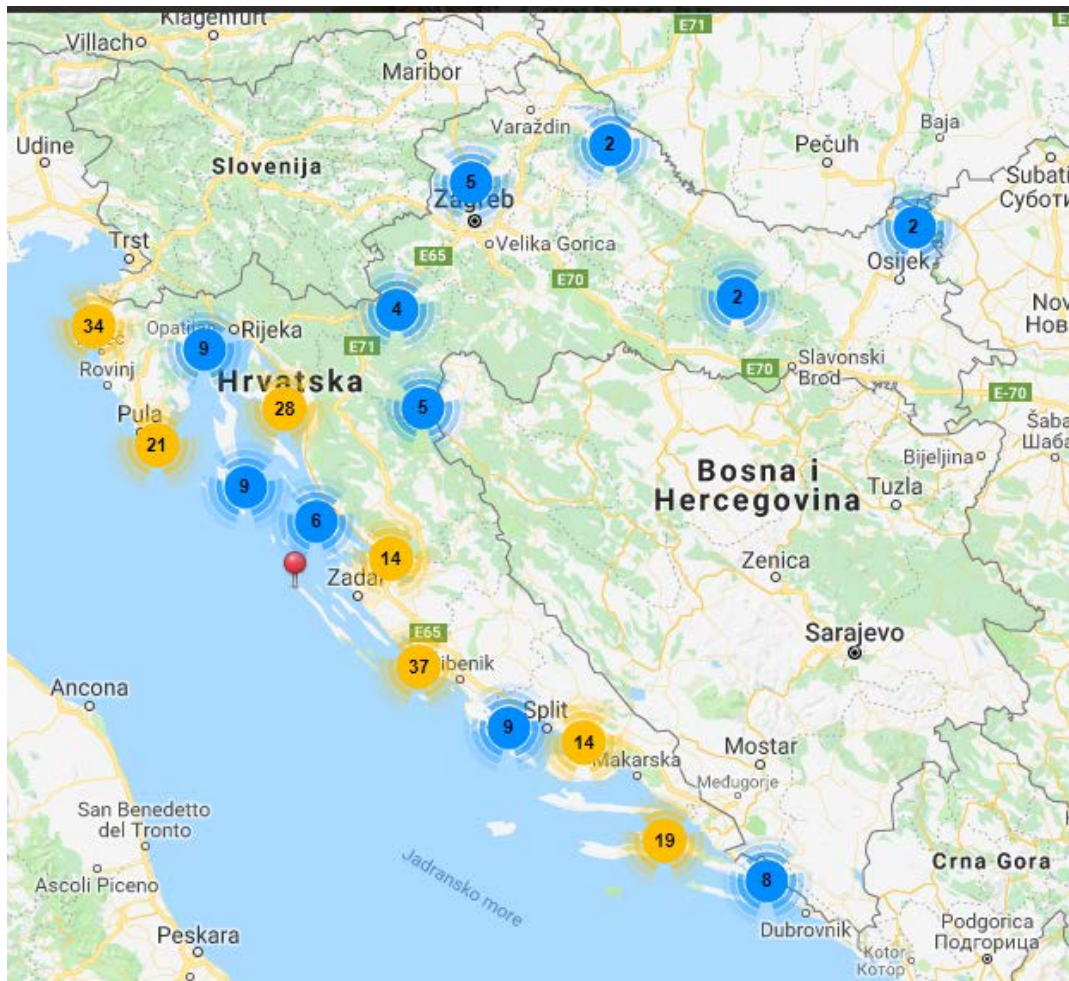 Klagenfurt
E71
Villach
Maribor
Varaždin
2
Baja
Udine
Slovenija
Pečuh
Subati
Суботи
5
Zagreb
2
Trst
Velika Gorica
E65
Osijek
E70
2
Nov
Нов
34
4
Opatija
Rijeka
9
E71
Rovinj
Slavonski
Brod
E70
Hrvatska
E-70
28
5
Pula
Šaba
Шаба
21
Bosna i
Hercegovina
Bijeljina
Tuzla
9
6
14
Zenica
Zadar
E65
Sarajevo
37
Ancona
Split
9
14
Mostar
Makarska
Međugorje
San Benedetto
del Tronto
19
Jadransko more
Crna Gora
Ascoli Piceno
8
Dubrovnik
Podgorica
Подгорица
Peskara
Kotor
Котор